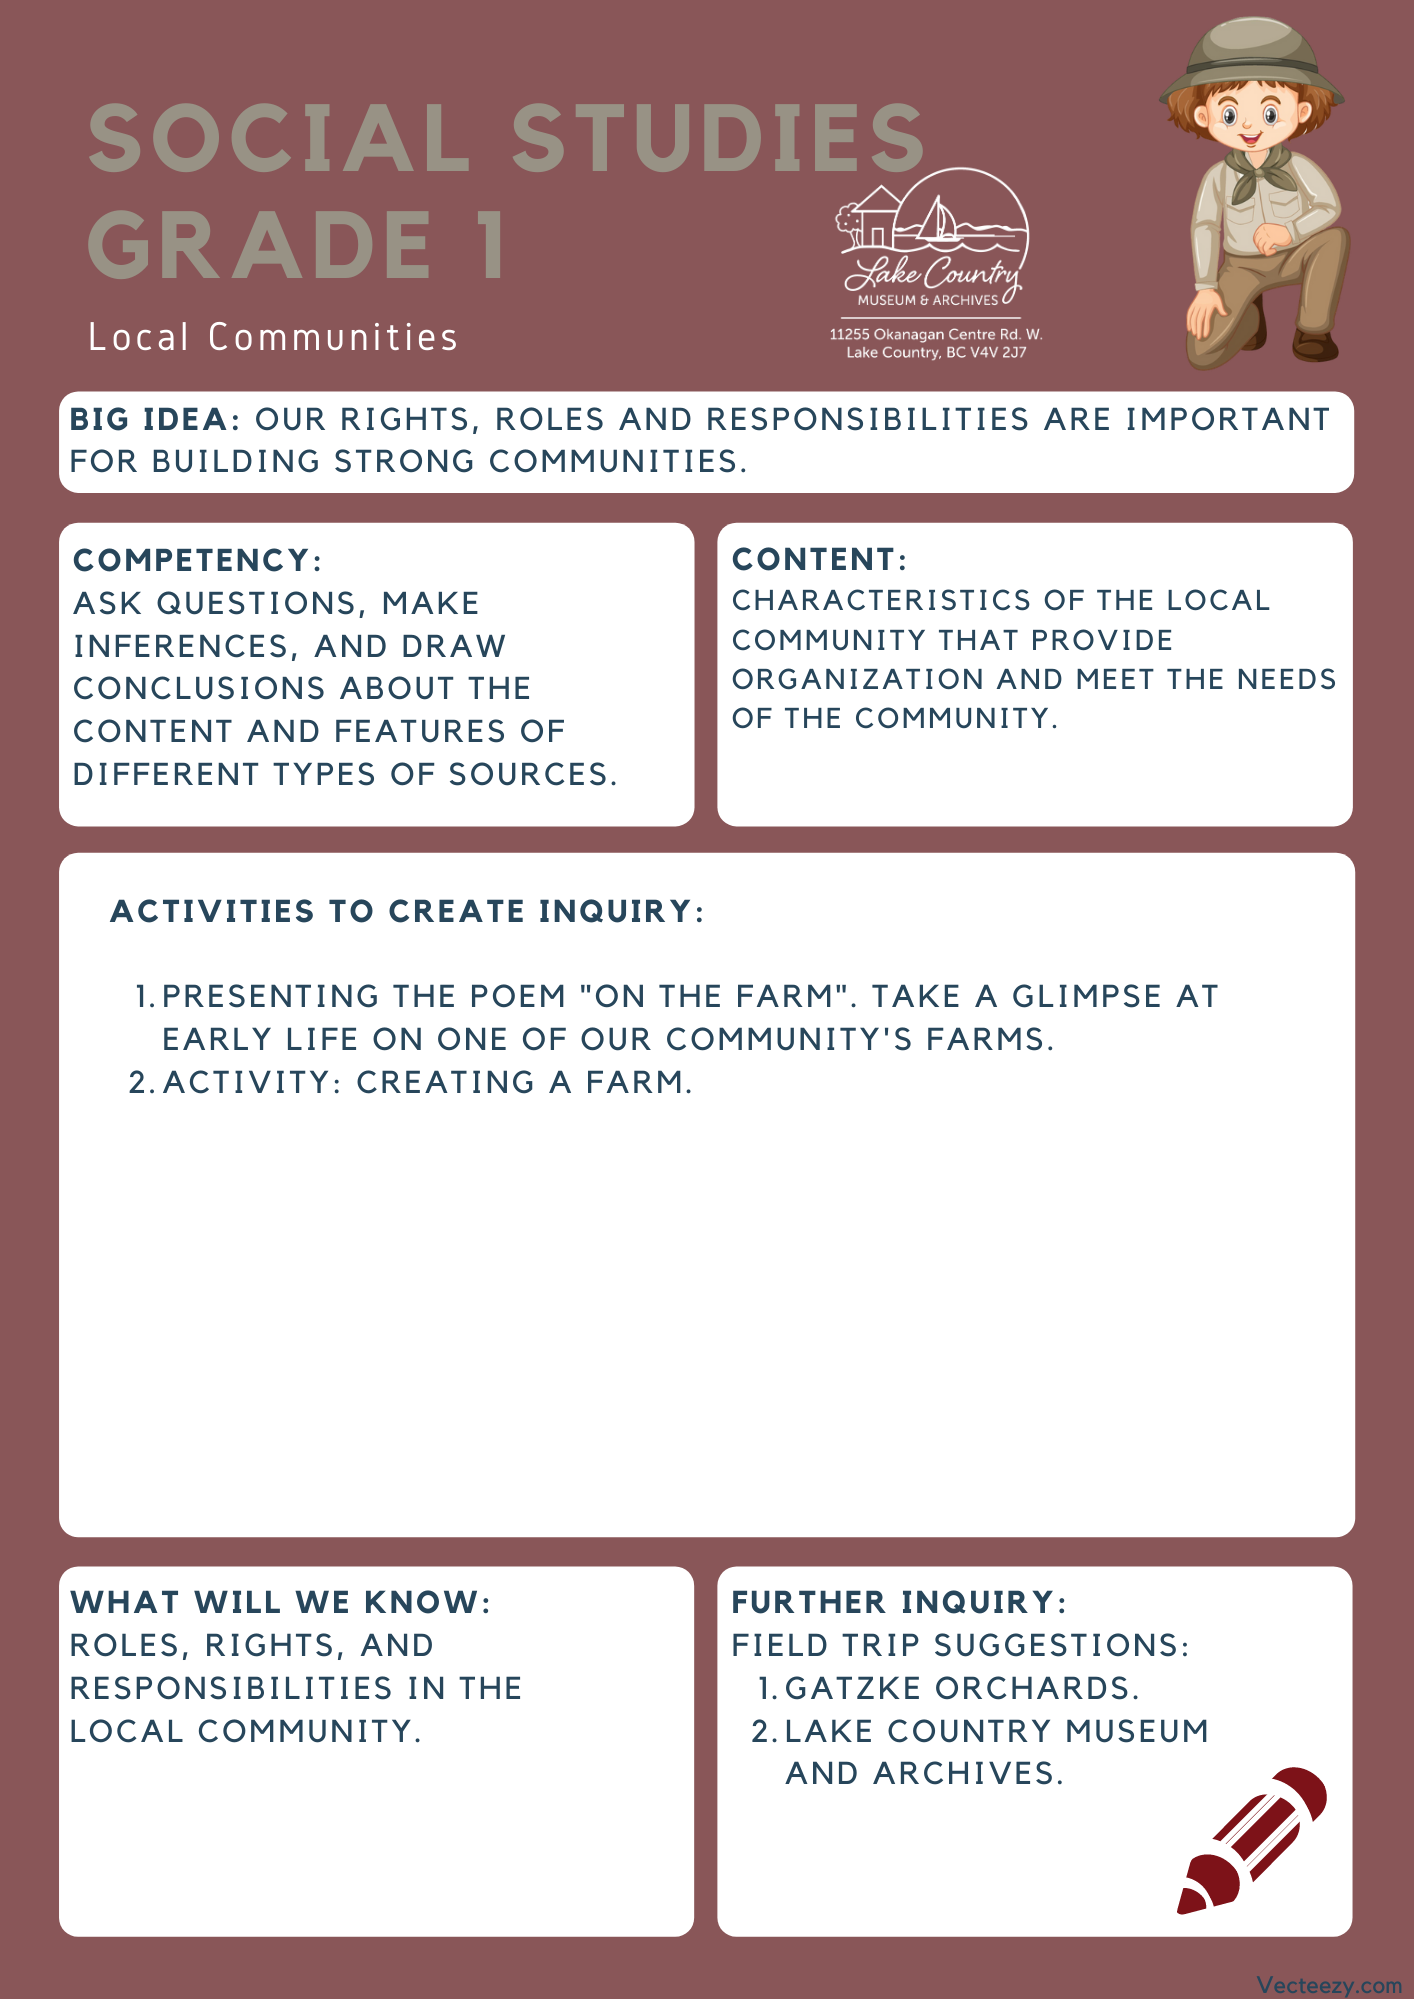 SOCIAL STUDIES
GRADE 1
Local Communities
Lake Country
MUSEUM & ARCHIVES
11255 Okanagan Centre Rd. W.
Lake Country, BC V4V 2J7
BIG IDEA: OUR RIGHTS, ROLES AND RESPONSIBILITIES ARE IMPORTANT
FOR BUILDING STRONG COMMUNITIES.
COMPETENCY:
ASK QUESTIONS, MAKE
INFERENCES, AND DRAW
CONCLUSIONS ABOUT THE
CONTENT AND FEATURES OF
DIFFERENT TYPES OF SOURCES.
CONTENT:
CHARACTERISTICS OF THE LOCAL
COMMUNITY THAT PROVIDE
ORGANIZATION AND MEET THE NEEDS
OF THE COMMUNITY.
ACTIVITIES TO CREATE INQUIRY:
1. PRESENTING THE POEM "ON THE FARM". TAKE A GLIMPSE AT
EARLY LIFE ON ONE OF OUR COMMUNITY'S FARMS.
2. ACTIVITY: CREATING A FARM.
WHAT WILL WE KNOW:
ROLES, RIGHTS, AND
RESPONSIBILITIES IN THE
LOCAL COMMUNITY.
FURTHER INQUIRY:
FIELD TRIP SUGGESTIONS:
1. GATZKE ORCHARDS.
2. LAKE COUNTRY MUSEUM
AND ARCHIVES.
Vecteezy.com